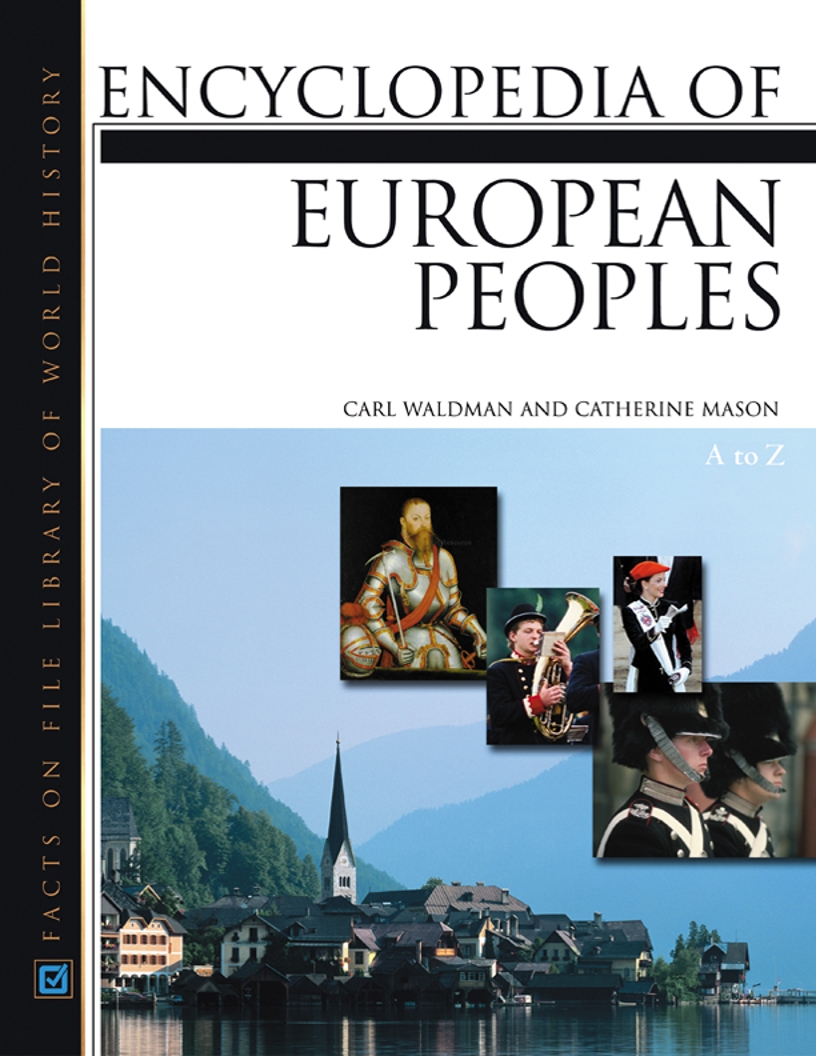 ENCYCLOPEDIA OF
EUROPEAN
PEOPLES
CARL WALDMAN AND CATHERINE MASON
A to Z
FACTS ON FILE LIBRARY OF WORLD HISTORY